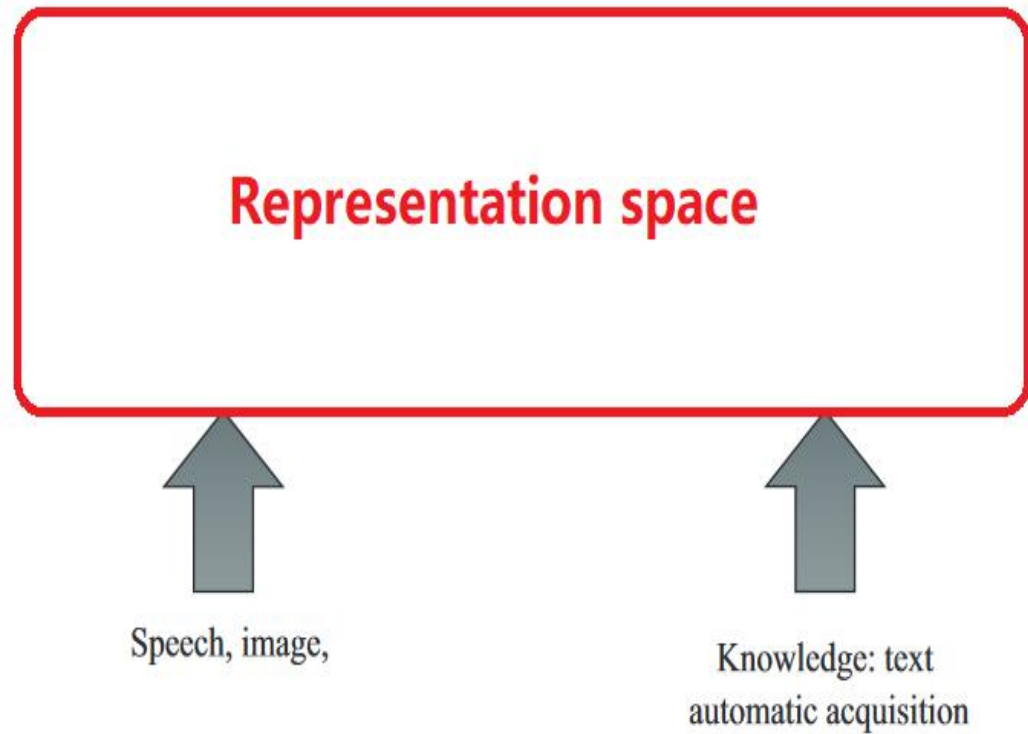 Representation space
Speech, image,
Knowledge: text
automatic acquisition